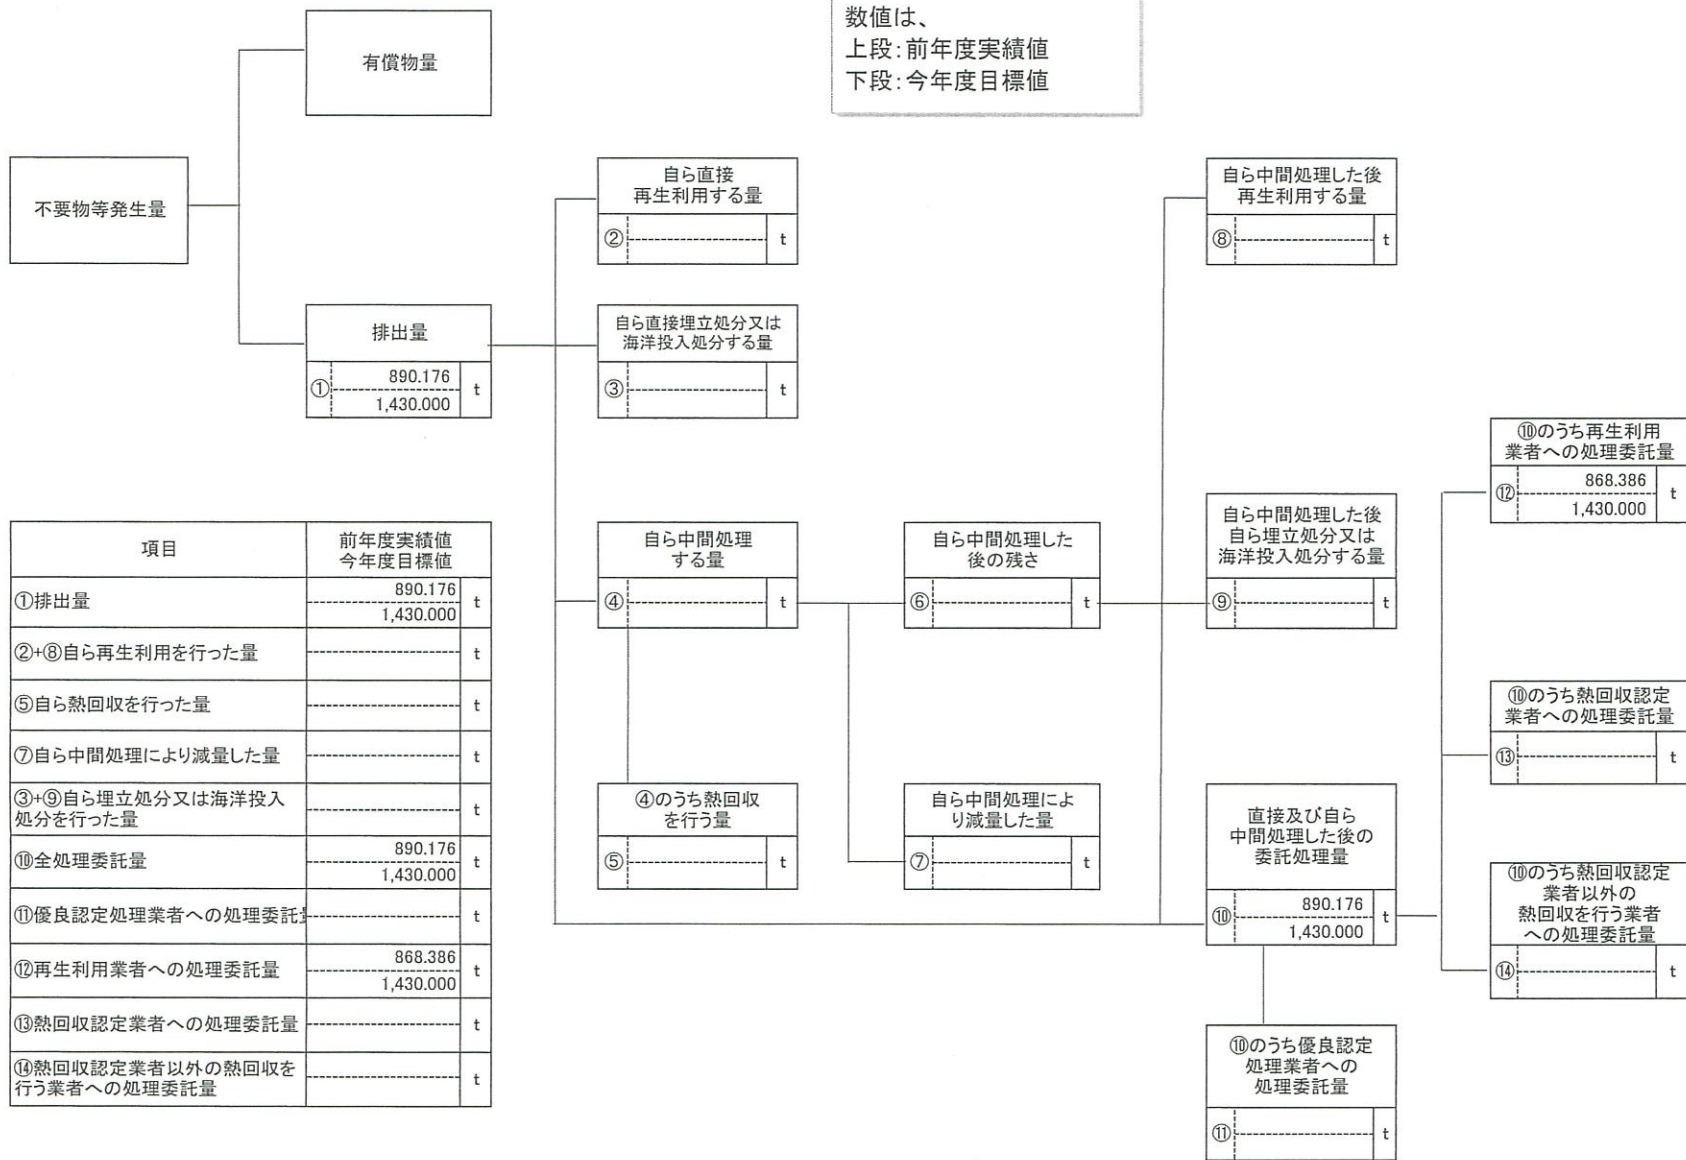 数値は、
上段:前年度実績値
下段:今年度目標値
有償物量
不要物等発生量
排出量
① 890.176 t
1,430.000
自ら直接
再生利用する量
② t
自ら直接埋立処分又は
海洋投入処分する量
③ t
自ら中間処理
する量
④ t
④のうち熱回収
を行う量
⑤ t
自ら中間処理した
後の残さ
⑥ t
自ら中間処理によ
り減量した量
⑦ t
自ら中間処理した後
再生利用する量
⑧ t
自ら中間処理した後
自ら埋立処分又は
海洋投入処分する量
⑨ t
直接及び自ら
中間処理した後の
委託処理量
⑩ 890.176 t
1,430.000
⑩のうち優良認定
処理業者への
処理委託量
⑪ t
⑩のうち再生利用
業者への処理委託量
⑫ 868.386 t
1,430.000
⑩のうち熱回収認定
業者への処理委託量
⑬ t
⑩のうち熱回収認定
業者以外の
熱回収を行う業者
への処理委託量
⑭ t
項目 前年度実績値
今年度目標値
①排出量 890.176 t
1,430.000
②+⑧自ら再生利用を行った量 t
⑤自ら熱回収を行った量 t
⑦自ら中間処理により減量した量 t
③+⑨自ら埋立処分又は海洋投入
処分を行った量 t
⑩全処理委託量 890.176 t
1,430.000
⑪優良認定処理業者への処理委託 t
⑫再生利用業者への処理委託量 868.386 t
1,430.000
⑬熱回収認定業者への処理委託量 t
⑭熱回収認定業者以外の熱回収を
行う業者への処理委託量 t